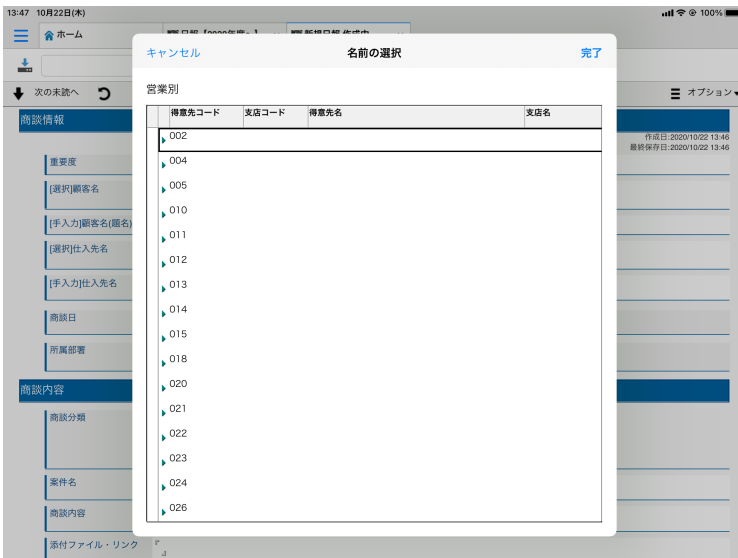 13:47 10月22日(木)
100%
ホーム
キャンセル
名前の選択
完了
次の未読へ
オプション
営業別
得意先コード 支店コード 得意先名 支店名
002
004
005
010
011
012
013
014
015
018
020
021
022
023
024
026
商談情報
作成日:2020/10/22 13:46
最終保存日:2020/10/22 13:46
重要度
[選択]顧客名
[手入力]顧客名(題名)
[選択]仕入先名
[手入力]仕入先名
商談日
所属部署
商談内容
商談分類
案件名
商談内容
添付ファイル・リンク
『
』